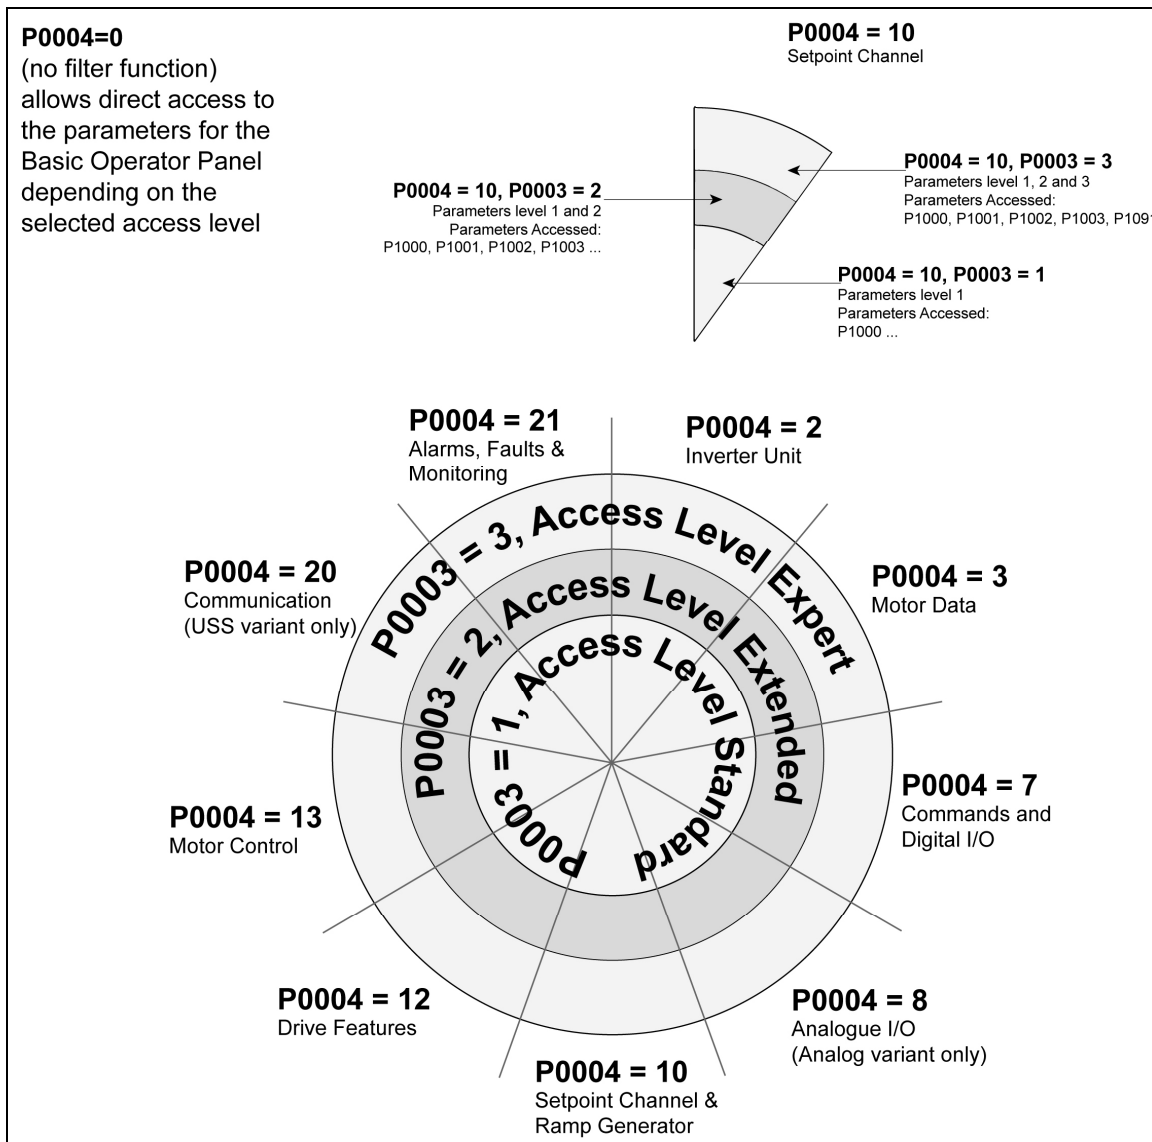 P0004=0
(no filter function)
allows direct access to
the parameters for the
Basic Operator Panel
depending on the
selected access level
P0004 = 10
Setpoint Channel
P0004 = 10, P0003 = 2
Parameters level 1 and 2
Parameters Accessed:
P1000, P1001, P1002, P1003 ...
P0004 = 10, P0003 = 3
Parameters level 1, 2 and 3
Parameters Accessed:
P1000, P1001, P1002, P1003, P1091
P0004 = 10, P0003 = 1
Parameters level 1
Parameters Accessed:
P1000 ...
P0004 = 21
Alarms, Faults &
Monitoring
P0004 = 2
Inverter Unit
P0004 = 20
Communication
(USS variant only)
P0004 = 3
Motor Data
P0003 = 3, Access Level Expert
P0003 = 2, Access Level Extended
P0003 = 1, Access Level Standard
P0004 = 13
Motor Control
P0004 = 7
Commands and
Digital I/O
P0004 = 12
Drive Features
P0004 = 8
Analogue I/O
(Analog variant only)
P0004 = 10
Setpoint Channel &
Ramp Generator